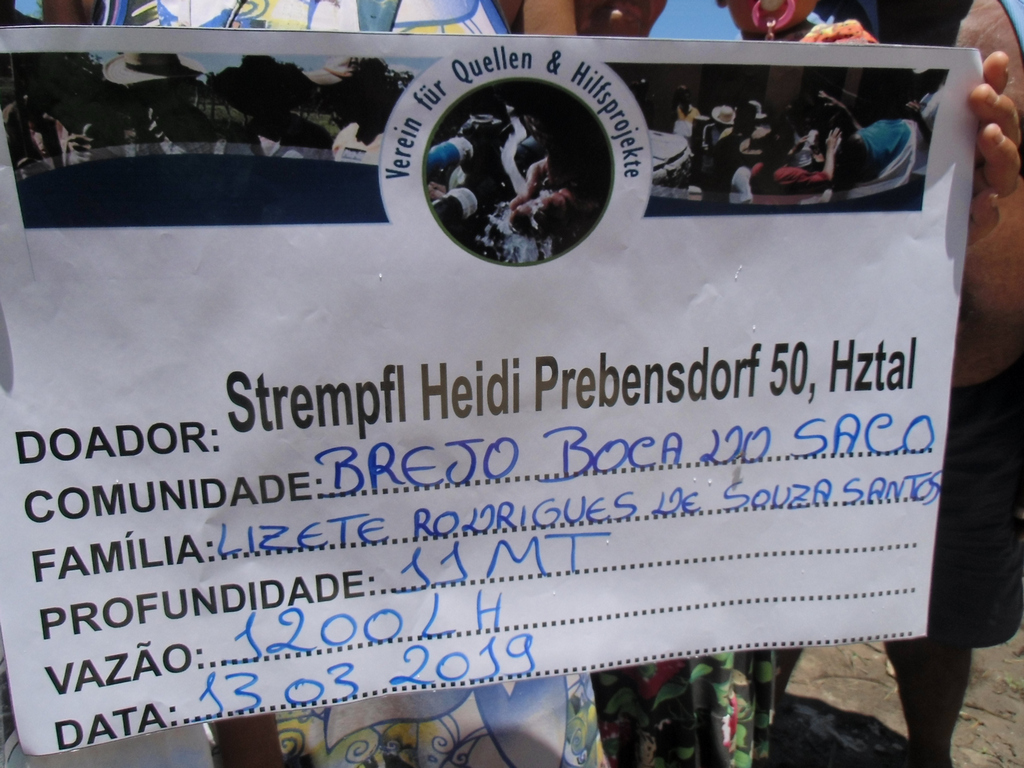 Verein für Quellen & Hilfsprojekte
DOADOR: Strempfl Heidi Prebensdorf 50, Hztal
COMUNIDADE: BREJO BOCA DO SACO
FAMÍLIA: LIZETE RODRIGUES DE SOUZA SANTOS
PROFUNDIDADE: 11 MT
VAZÃO: 1200 L H
DATA: 13 03 2019